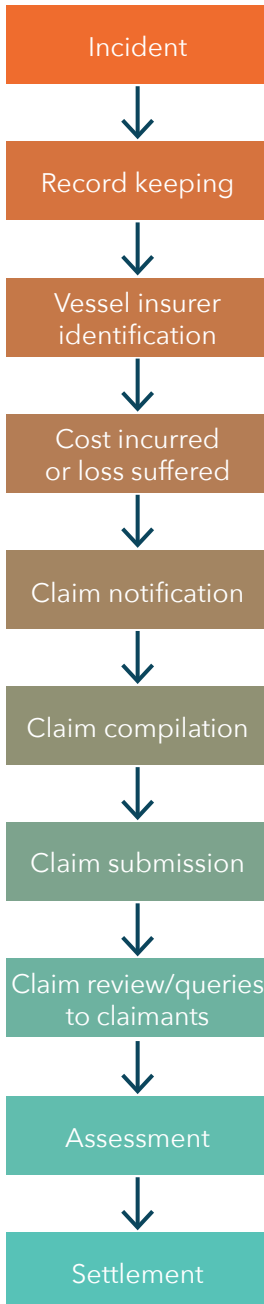 Incident
Record keeping
Vessel insurer
identification
Cost incurred
or loss suffered
Claim notification
Claim compilation
Claim submission
Claim review/queries
to claimants
Assessment
Settlement